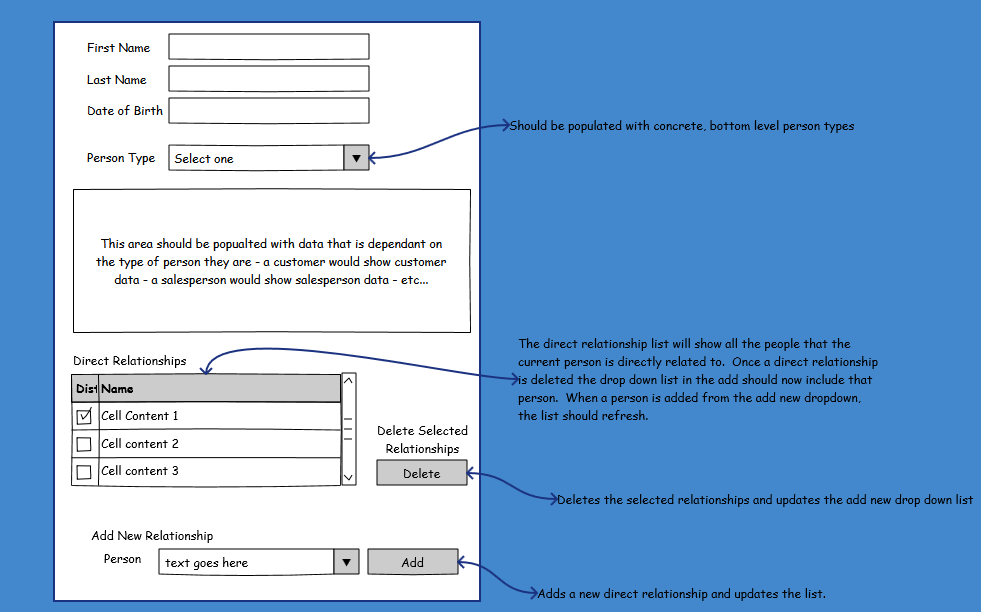 First Name
Last Name
Date of Birth
Should be populated with concrete, bottom level person types
Person Type
Select one
This area should be popualted with data that is dependant on
the type of person they are - a customer would show customer
data - a salesperson would show salesperson data - etc...
The direct relationship list will show all the people that the
current person is directly related to. Once a direct relationship
is deleted the drop down list in the add should now include that
person. When a person is added from the add new dropdown,
the list should refresh.
Direct Relationships
Dist Name
Cell Content 1
Cell content 2
Cell content 3
Delete Selected
Relationships
Delete
Deletes the selected relationships and updates the add new drop down list
Add New Relationship
Person
text goes here
Add
Adds a new direct relationship and updates the list.